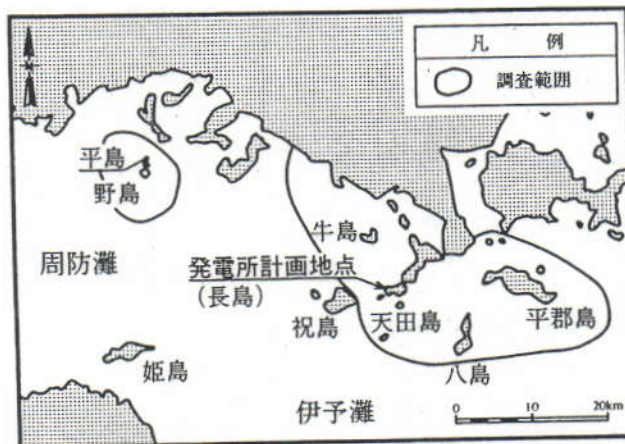 凡例
調査範囲
平島
野島
牛島
周防灘
発電所計画地点
(長島)
祝島
天田島
平郡島
姫島
八島
伊予灘
0 10 20km